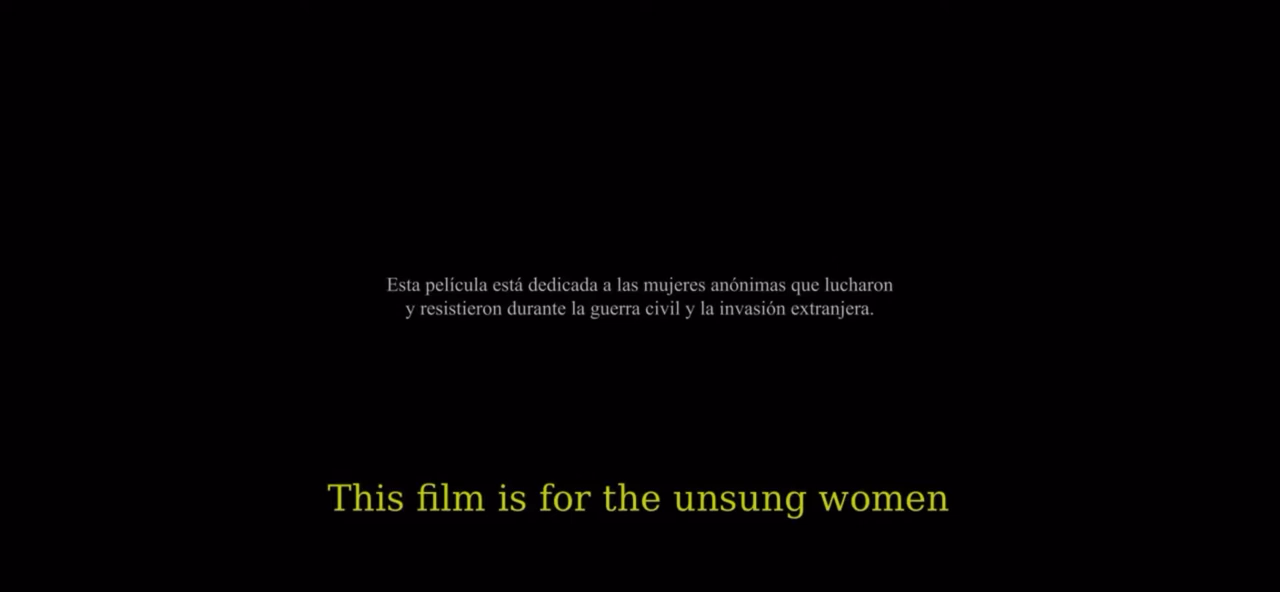 Esta película está dedicada a las mujeres anónimas que lucharon
y resistieron durante la guerra civil y la invasión extranjera.
This film is for the unsung women